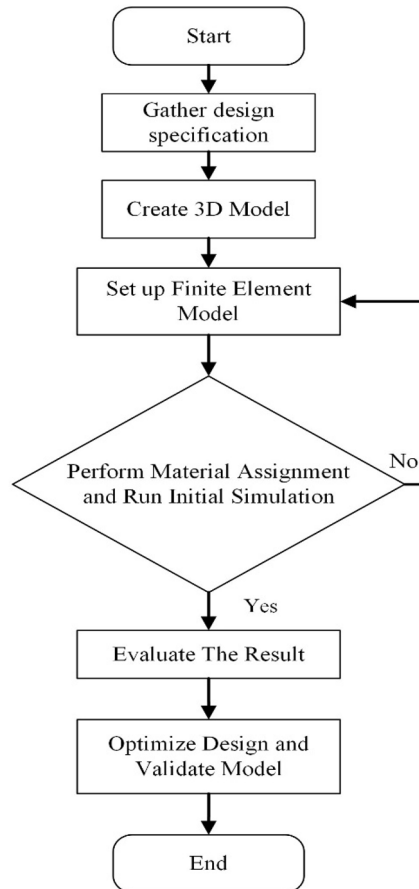 Start
Gather design
specification
Create 3D Model
Set up Finite Element
Model
Perform Material Assignment
and Run Initial Simulation
No
Yes
Evaluate The Result
Optimize Design and
Validate Model
End